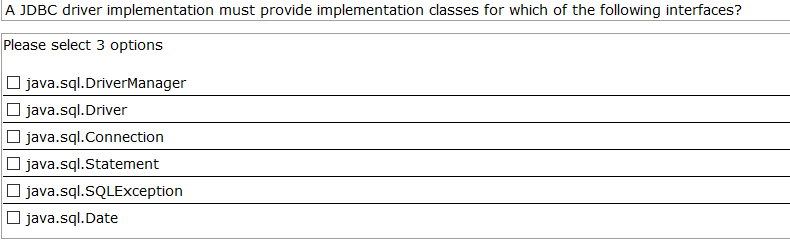 A JDBC driver implementation must provide implementation classes for which of the following interfaces?
Please select 3 options
java.sql.DriverManager
java.sql.Driver
java.sql.Connection
java.sql.Statement
java.sql.SQLException
java.sql.Date